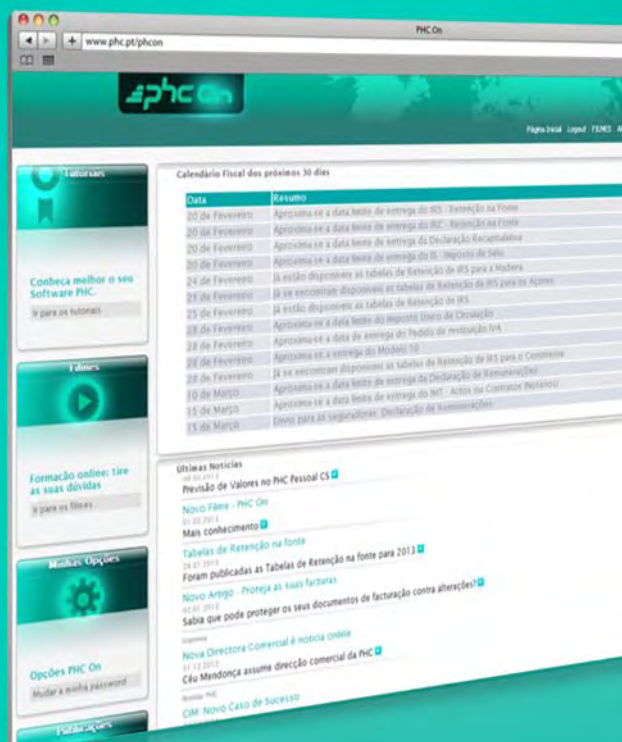 PHC On
www.phc.pt/phcon
phc On
Página Inicial Logout FILMES
Tutoriais
Conheça melhor o seu
Software PHC.
Ir para os tutoriais
Filmes
Formacão online: tire
as suas dúvidas
Ir para os filmes
Minhas Opções
Opções PHC On
Mudar a minha password
Publicações
Calendário Fiscal dos próximos 30 dias
Data Resumo
20 de Fevereiro Aproxima-se a data limite de entrega do IRS - Retenção na Fonte
20 de Fevereiro Aproxima-se a data limite de entrega do IRC - Retenção na Fonte
20 de Fevereiro Aproxima-se a data limite de entrega da Declaração Recapitulativa
20 de Fevereiro Aproxima-se a data limite de entrega do IS - Imposto de Selo
24 de Fevereiro Já estão disponíveis as tabelas de Retenção de IRS para a Madeira
25 de Fevereiro Já se encontram disponíveis as tabelas de Retenção de IRS para os Açores
25 de Fevereiro Já estão disponíveis as tabelas de Retenção de IRS
28 de Fevereiro Aproxima-se a data limite do Imposto Único de Circulação
28 de Fevereiro Aproxima-se a data de entrega do Pedido de restituição IVA
28 de Fevereiro Aproxima-se a entrega do Modelo 10
28 de Fevereiro Já se encontram disponíveis as tabelas de Retenção de IRS para o Continente
10 de Março Aproxima-se a data limite de entrega da Declaração de Remunerações
15 de Março Aproxima-se a data limite de entrega do IMT - Actos ou Contratos (Notários)
15 de Março Envio para as seguradoras: Declaração de Remunerações
Ultimas Noticias
Previsão de Valores no PHC Pessoal CS
Novo Filme - PHC On
Mais conhecimento
Tabelas de Retenção na fonte
Foram publicadas as Tabelas de Retenção na fonte para 2013
Novo Artigo - Proteja as suas facturas
Sabia que pode proteger os seus documentos de facturação contra alterações?
Imprensa
Nova Directora Comercial é notícia online
Céu Mendonça assume direcção comercial da PHC
Revista PHC
CIM: Novo Caso de Sucesso